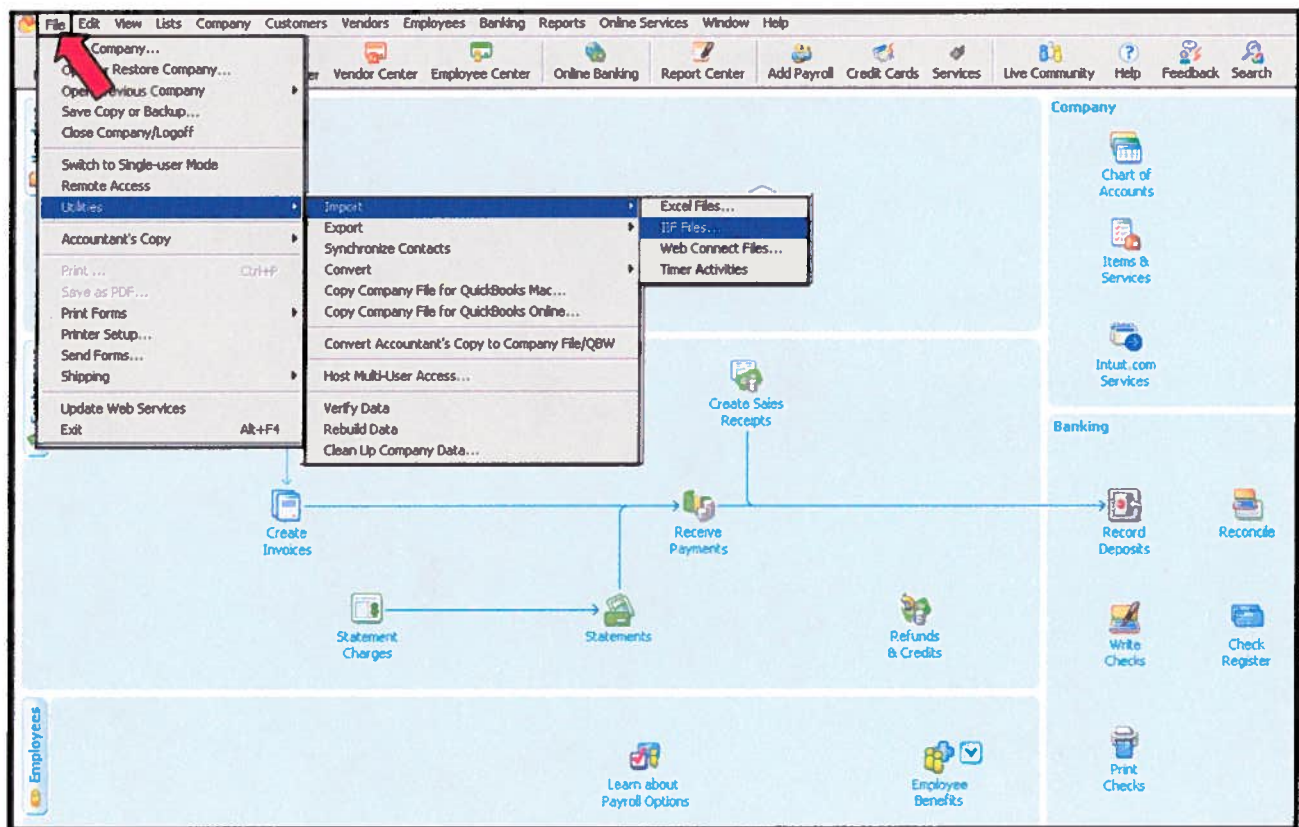 File Edit View Lists Company Customers Vendors Employees Banking Reports Online Services Window Help
Vendor Center Employee Center Online Banking Report Center Add Payroll Credit Cards Services Live Community Help Feedback Search
Company...
Restore Company...
Company
Save Copy or Backup...
Close Company/Logoff
Switch to Single-user Mode
Remote Access
Utilities
Accountant's Copy
Print ... Ctrl+P
Save as PDF...
Print Forms
Printer Setup...
Send Forms...
Shipping
Update Web Services
Exit Alt+F4
Import
Export
Synchronize Contacts
Convert
Copy Company File for QuickBooks Mac...
Copy Company File for QuickBooks Online...
Convert Accountant's Copy to Company File/QBW
Host Multi-User Access...
Verify Data
Rebuild Data
Clean Up Company Data...
Excel Files...
IIF Files...
Web Connect Files...
Timer Activities
Company
Chart of
Accounts
Items &
Services
Intuit.com
Services
Create Sales
Receipts
Create
Invoices
Receive
Payments
Statement
Charges
Statements
Refunds
& Credits
Banking
Record
Deposits
Reconcile
Write
Checks
Check
Register
Print
Checks
Employees
Learn about
Payroll Options
Employee
Benefits